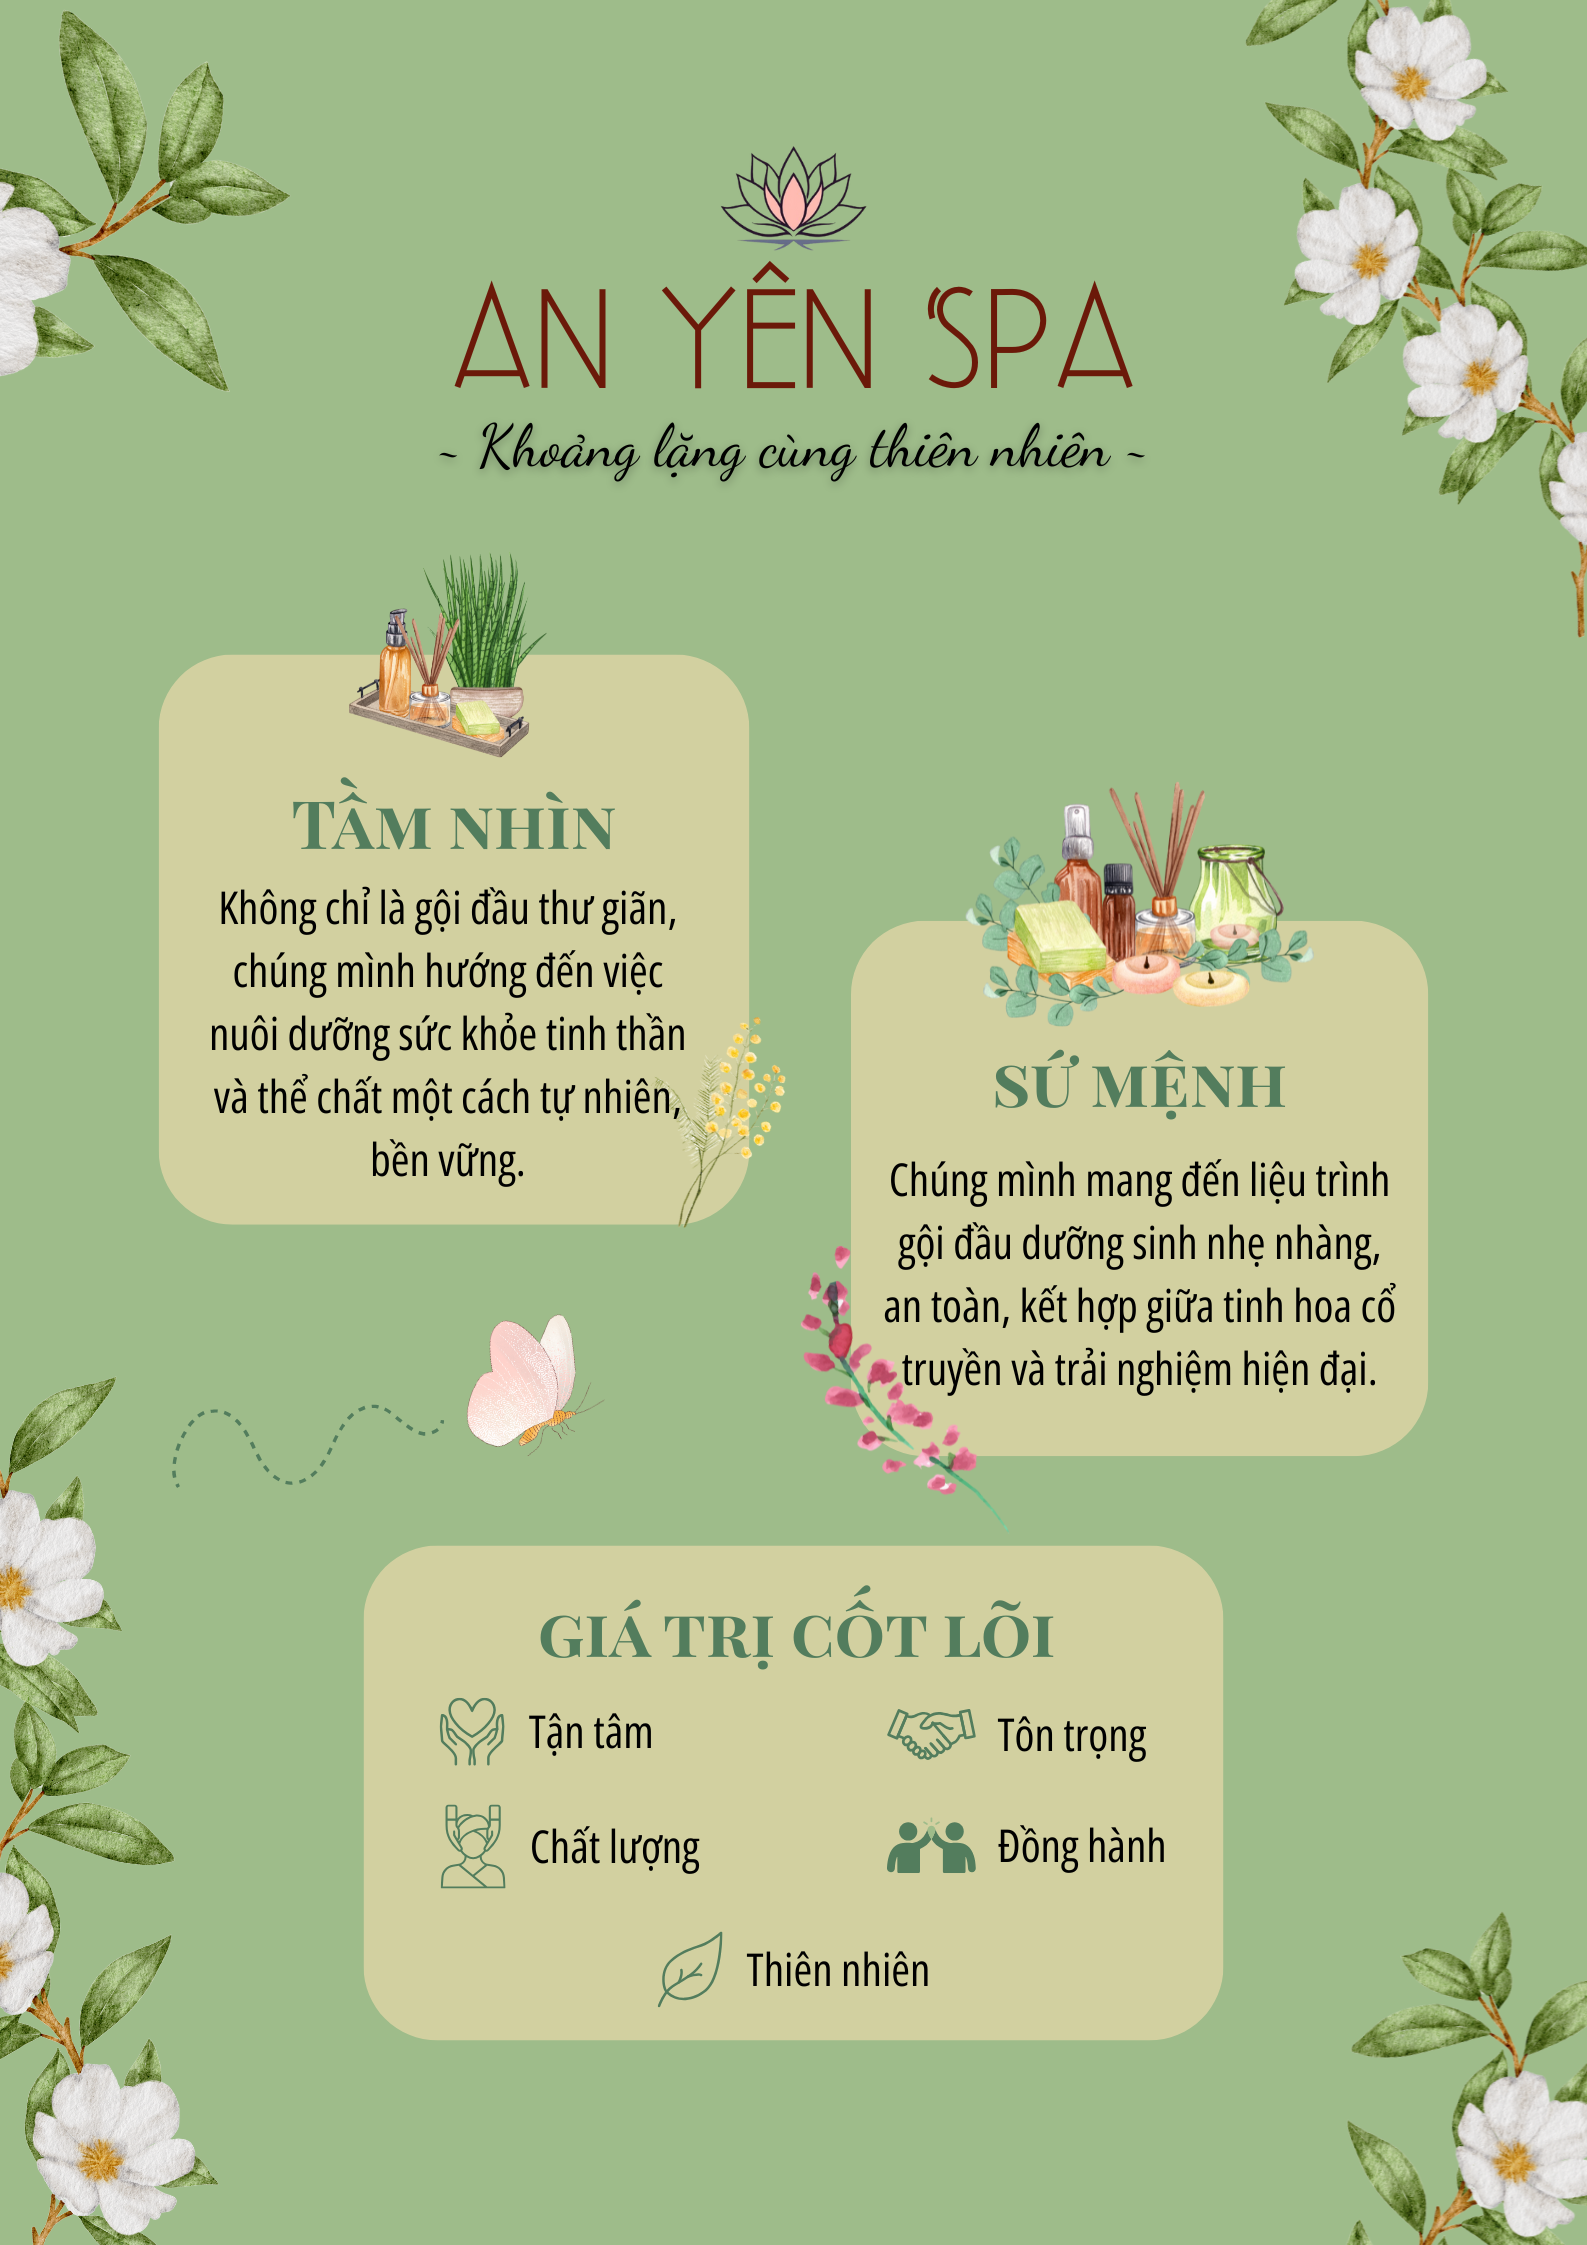 AN YÊN SPA
~ Khoảng lặng cùng thiên nhiên ~
TẦM NHÌN
Không chỉ là gội đầu thư giãn,
chúng mình hướng đến việc
nuôi dưỡng sức khỏe tinh thần
và thể chất một cách tự nhiên,
bền vững.
SỨ MỆNH
Chúng mình mang đến liệu trình
gội đầu dưỡng sinh nhẹ nhàng,
an toàn, kết hợp giữa tinh hoa cổ
truyền và trải nghiệm hiện đại.
GIÁ TRỊ CỐT LÕI
Tận tâm
Tôn trọng
Chất lượng
Đồng hành
Thiên nhiên